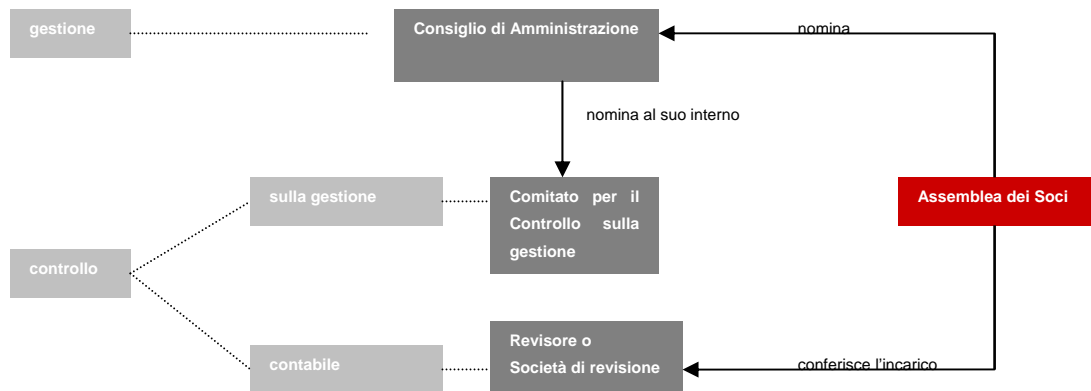 gestione
Consiglio di Amministrazione
nomina
nomina al suo interno
sulla gestione
Comitato per il
Controllo sulla
gestione
Assemblea dei Soci
controllo
contabile
Revisore o
Società di revisione
conferisce l'incarico